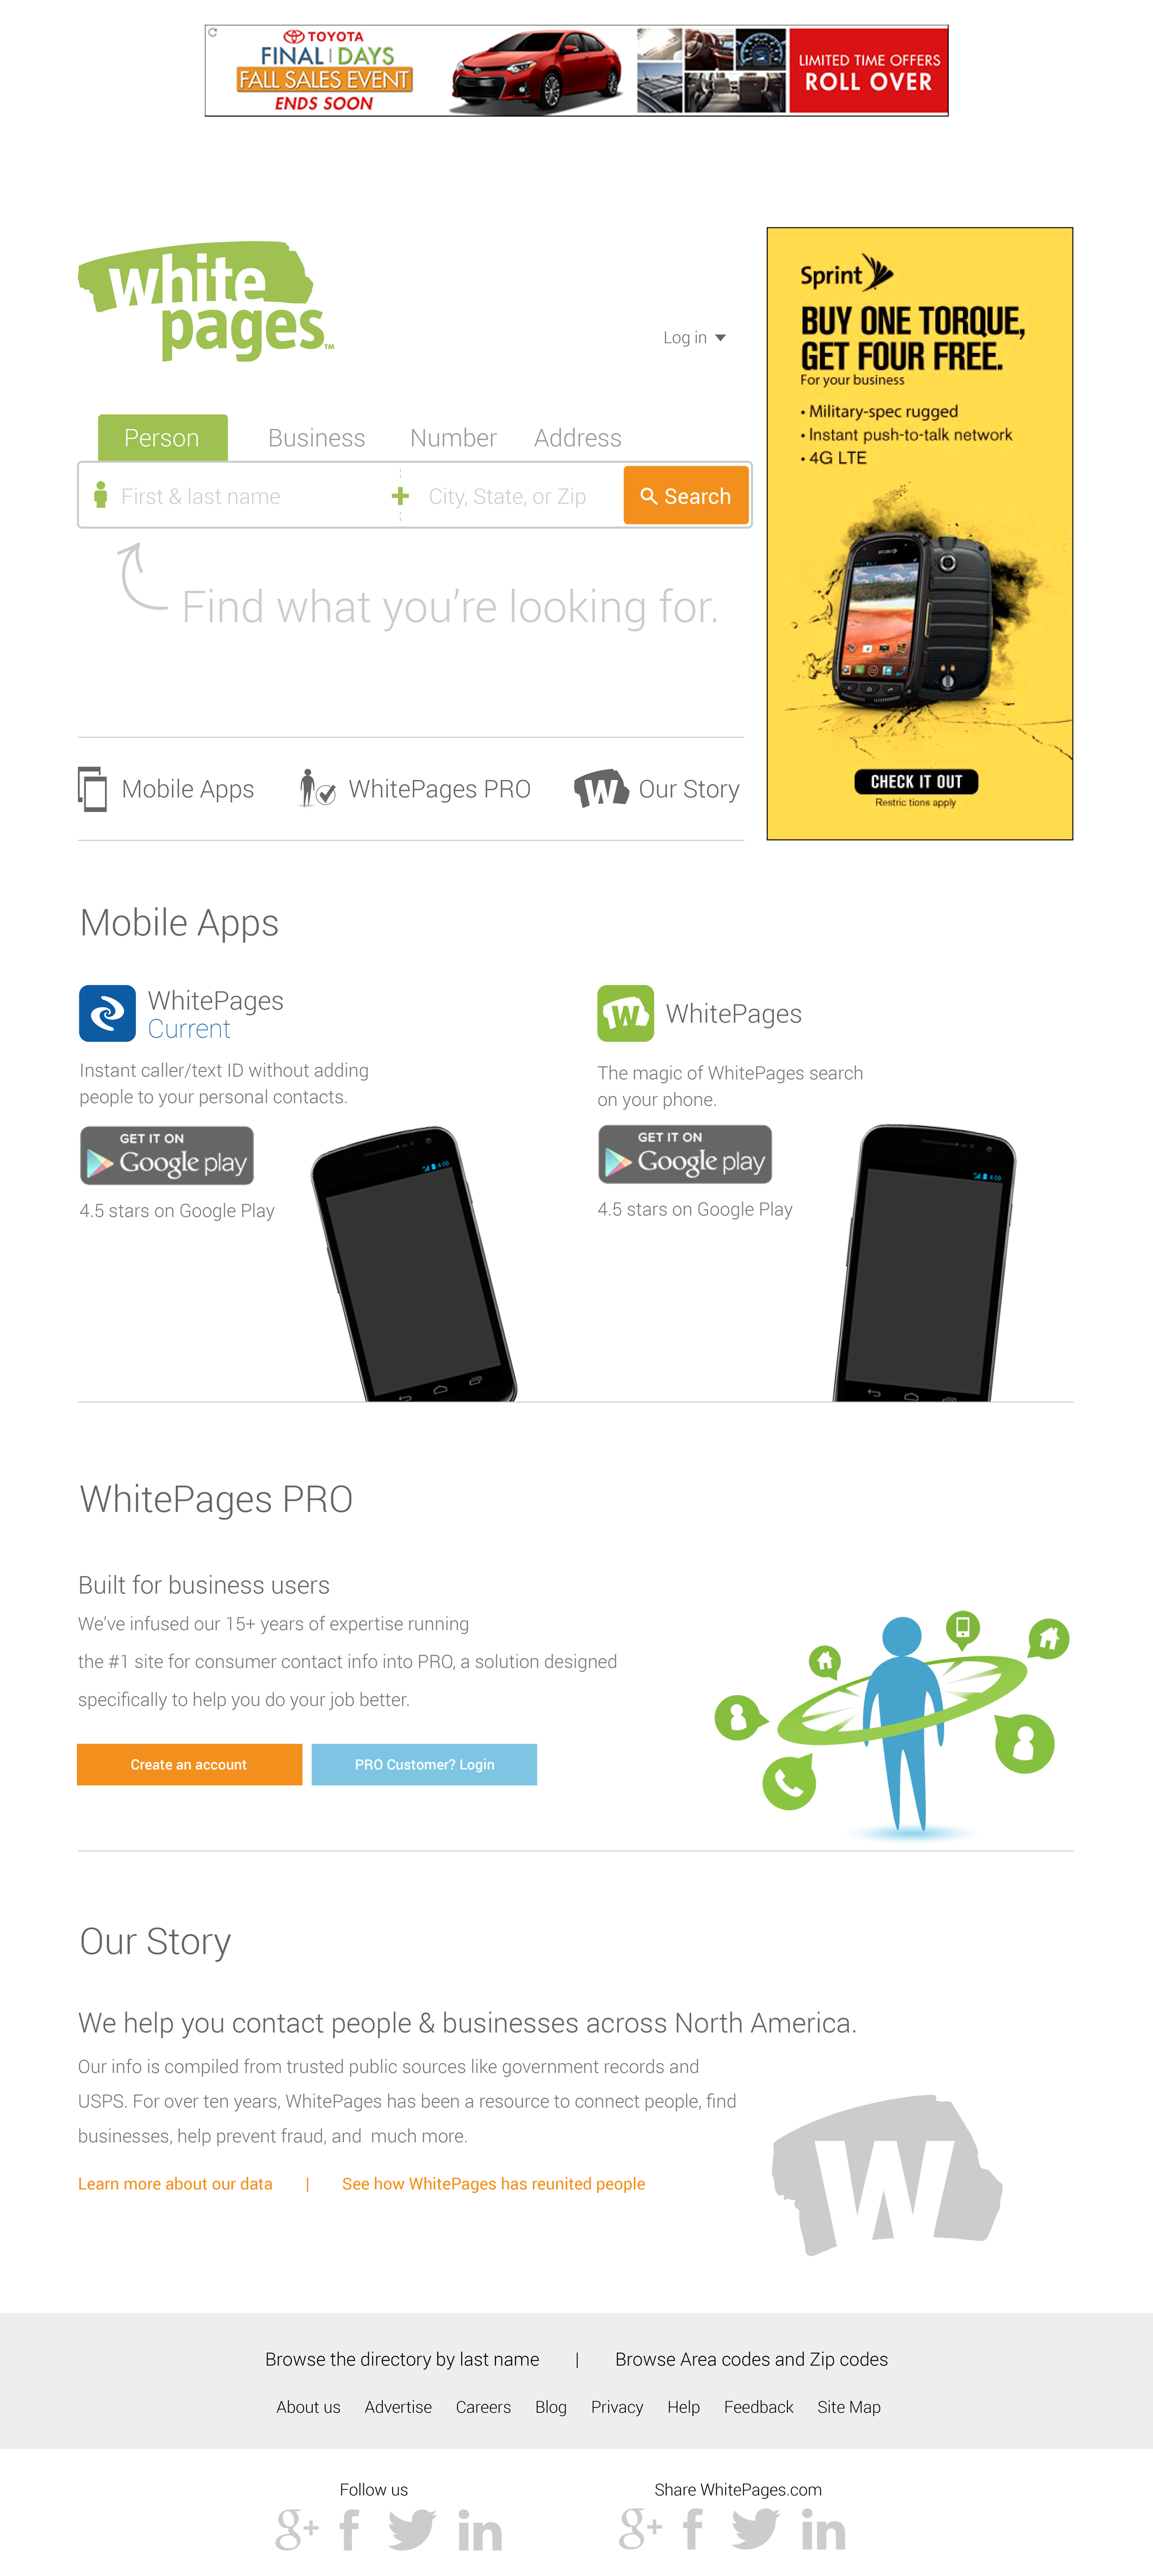 TOYOTA
FINAL | DAYS
FALL SALES EVENT
ENDS SOON
LIMITED TIME OFFERS
ROLL OVER
white
pages™
Log in
Sprint
BUY ONE TORQUE,
GET FOUR FREE.
For your business
• Military-spec rugged
• Instant push-to-talk network
• 4G LTE
CHECK IT OUT
Restric tions apply
Person Business Number Address
First & last name + City, State, or Zip Search
Find what you're looking for.
Mobile Apps WhitePages PRO W Our Story
Mobile Apps
WhitePages
Current
Instant caller/text ID without adding
people to your personal contacts.
GET IT ON
Google play
4.5 stars on Google Play
4:00
W WhitePages
The magic of WhitePages search
on your phone.
GET IT ON
Google play
4.5 stars on Google Play
4:00
WhitePages PRO
Built for business users
We've infused our 15+ years of expertise running
the #1 site for consumer contact info into PRO, a solution designed
specifically to help you do your job better.
Create an account PRO Customer? Login
Our Story
We help you contact people & businesses across North America.
Our info is compiled from trusted public sources like government records and
USPS. For over ten years, WhitePages has been a resource to connect people, find
businesses, help prevent fraud, and  much more.
Learn more about our data | See how WhitePages has reunited people
W
Browse the directory by last name | Browse Area codes and Zip codes
About us Advertise Careers Blog Privacy Help Feedback Site Map
Follow us Share WhitePages.com
g+ f in g+ f in